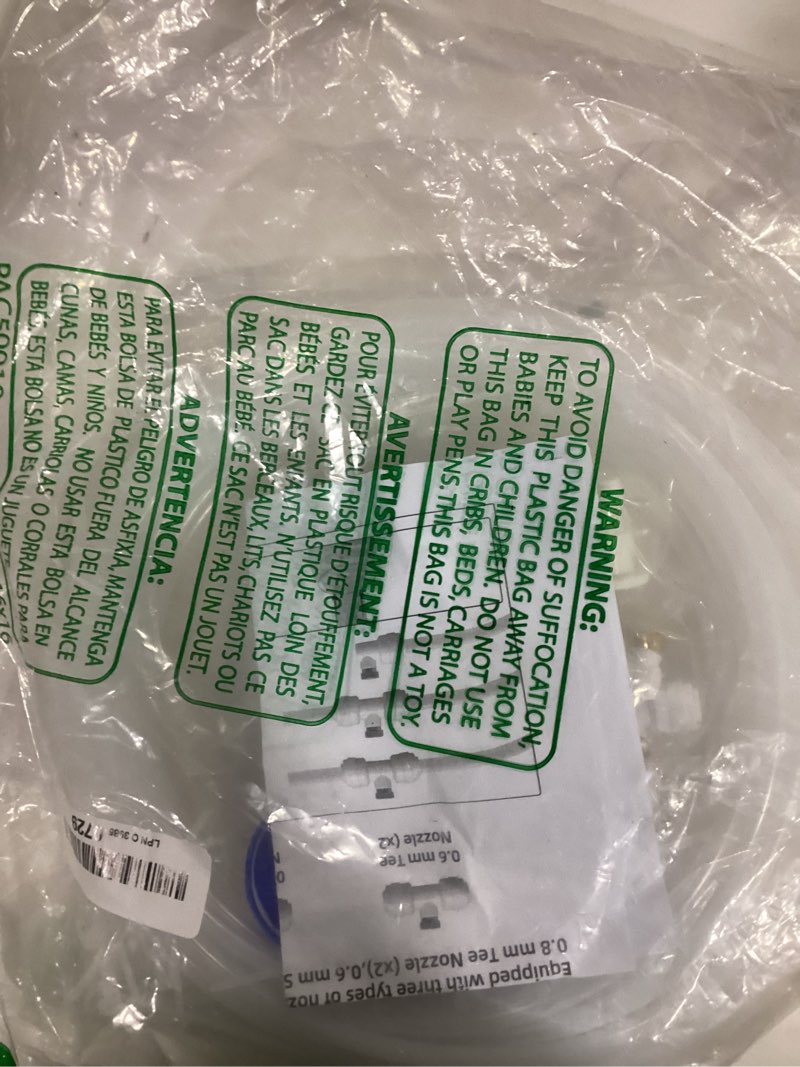 WARNING:
TO AVOID DANGER OF SUFFOCATION,
KEEP THIS PLASTIC BAG AWAY FROM
BABIES AND CHILDREN. DO NOT USE
THIS BAG IN CRIBS, BEDS, CARRIAGES
OR PLAY PENS. THIS BAG IS NOT A TOY.
AVERTISSEMENT:
POUR ÉVITER TOUT RISQUE D'ÉTOUFFEMENT,
GARDEZ CE SAC EN PLASTIQUE LOIN DES
BÉBÉS ET LES ENFANTS. N'UTILISEZ PAS CE
SAC DANS LES BERCEAUX, LITS, CHARIOTS OU
PARC AU BÉBÉ. CE SAC N'EST PAS UN JOUET.
ADVERTENCIA:
PARA EVITAR EL PELIGRO DE ASFIXIA, MANTENGA
ESTA BOLSA DE PLASTICO FUERA DEL ALCANCE
DE BEBÉS Y NIÑOS. NO USAR ESTA BOLSA EN
CUNAS, CAMAS, CARRIOLAS O CORRALES PARA
BEBÉS. ESTA BOLSA NO ES UN JUGUETE
Equipped with three types of noz
0.8 mm Tee Nozzle (x2),0.6 mm S
0.6 mm Tee
Nozzle (x2
LPN C
729